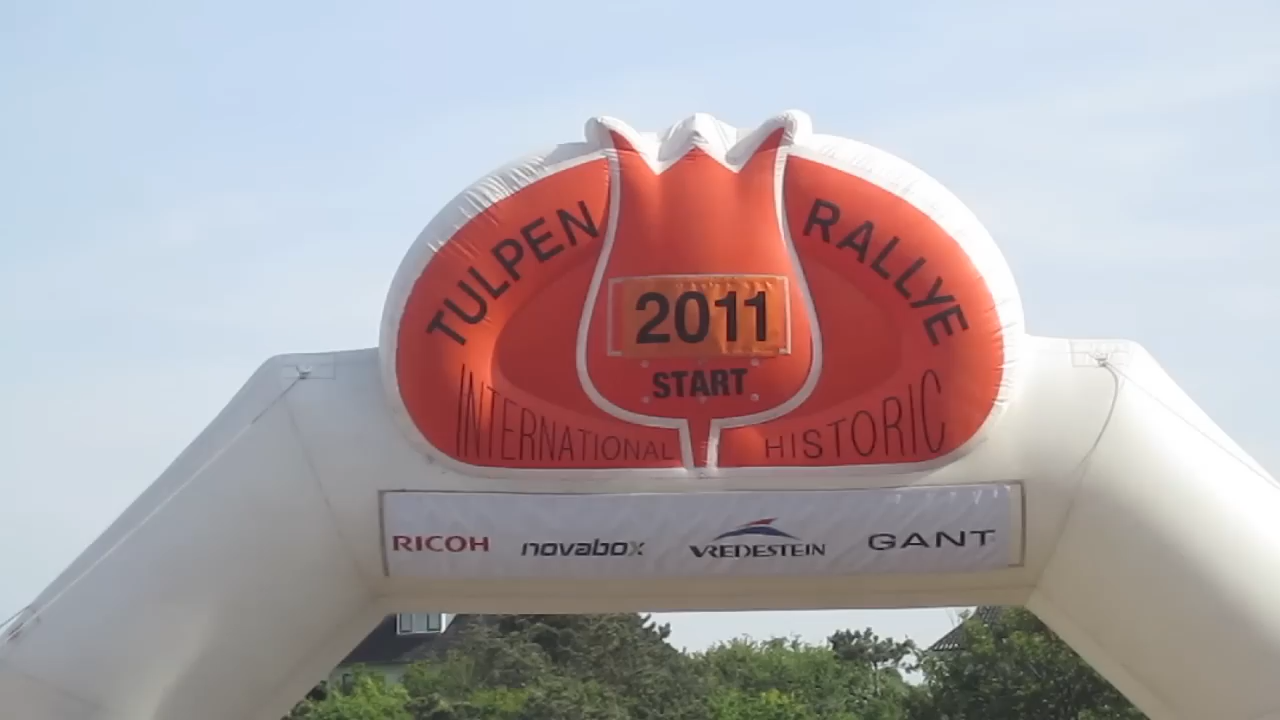 TULPEN RALLYE
2011
START
INTERNATIONAL HISTORIC
RICOH novabox VREDESTEIN GANT